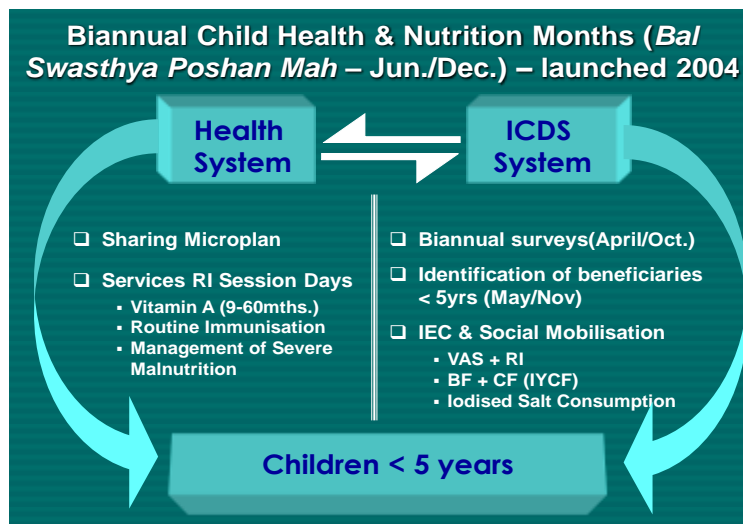 Biannual Child Health & Nutrition Months (Bal
Swasthya Poshan Mah – Jun./Dec.) – launched 2004
Health
System
ICDS
System
❑ Sharing Microplan
❑ Services RI Session Days
▪ Vitamin A (9-60mths.)
▪ Routine Immunisation
▪ Management of Severe
Malnutrition
❑ Biannual surveys(April/Oct.)
❑ Identification of beneficiaries
< 5yrs (May/Nov)
❑ IEC & Social Mobilisation
▪ VAS + RI
▪ BF + CF (IYCF)
▪ Iodised Salt Consumption
Children < 5 years